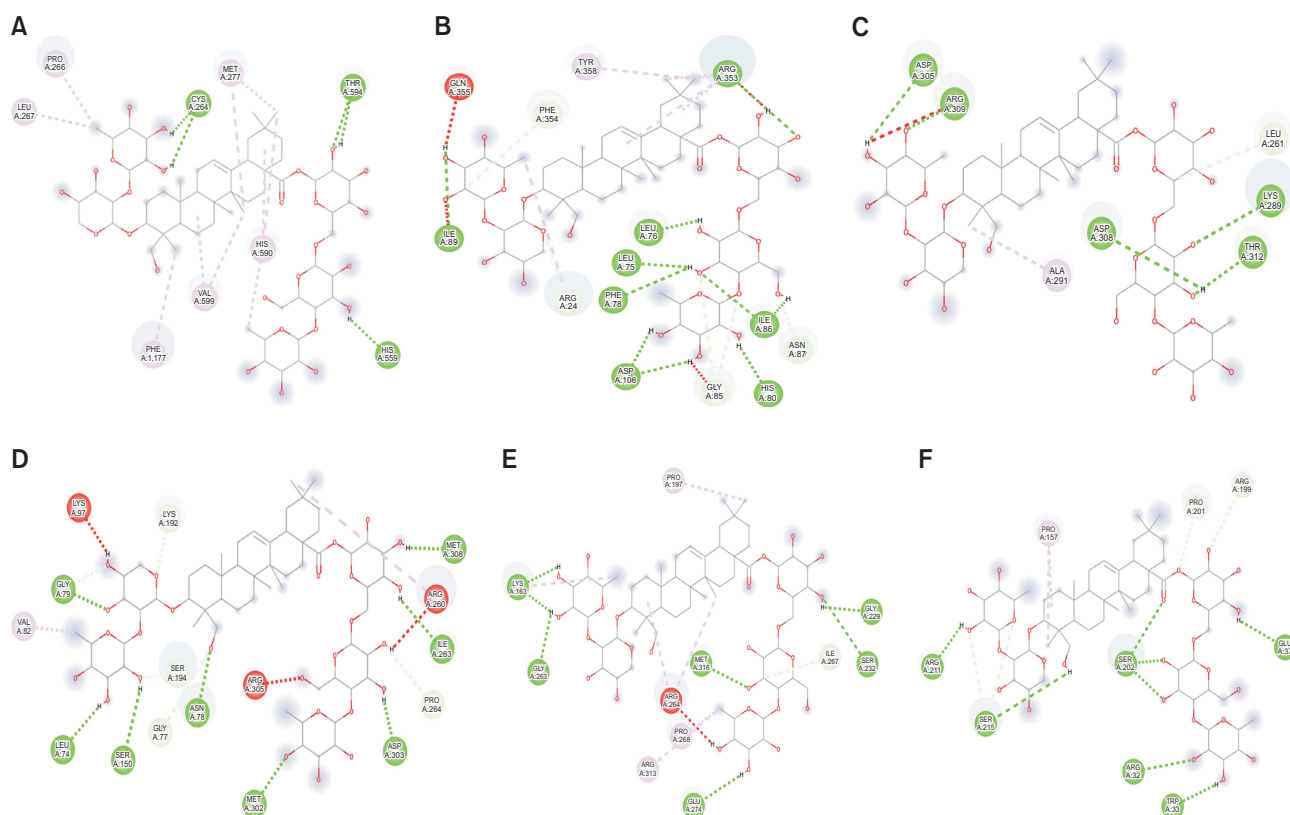 A
PRO
A:266
LEU
A:267
CYS
A:264
MET
A:277
THR
A:594
HIS
A:590
VAL
A:599
PHE
A:1,177
HIS
A:559
B
GLN
A:355
PHE
A:354
TYR
A:358
ARG
A:353
ILE
A:89
LEU
A:76
LEU
A:75
PHE
A:78
ARG
A:24
ILE
A:86
ASN
A:87
ASP
A:106
GLY
A:85
HIS
A:80
C
ASP
A:305
ARG
A:309
LEU
A:261
LYS
A:289
ASP
A:308
THR
A:312
ALA
A:291
D
LYS
A:97
LYS
A:192
GLY
A:79
VAL
A:82
SER
A:194
LEU
A:74
SER
A:150
GLY
A:77
ASN
A:78
ARG
A:305
MET
A:302
MET
A:308
ARG
A:260
ILE
A:263
PRO
A:264
ASP
A:303
E
PRO
A:197
LYS
A:163
GLY
A:263
MET
A:316
ARG
A:264
PRO
A:268
ARG
A:313
GLU
A:274
GLY
A:229
ILE
A:267
SER
A:232
F
PRO
A:157
PRO
A:201
ARG
A:199
ARG
A:211
SER
A:215
SER
A:202
ARG
A:32
TRP
A:33
A:37